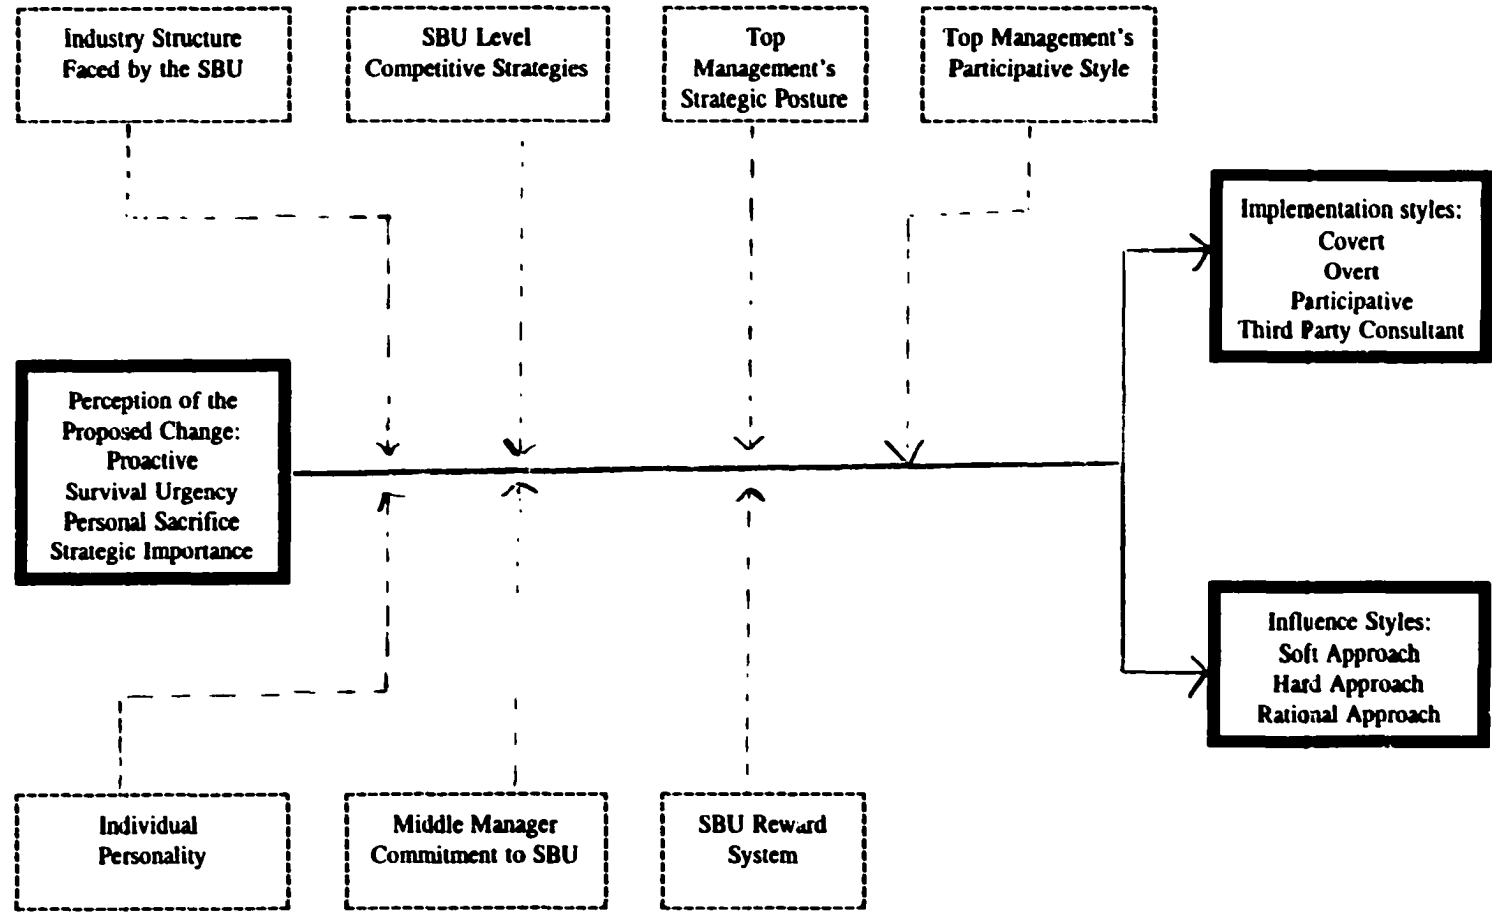 Industry Structure
Faced by the SBU
SBU Level
Competitive Strategies
Top
Management's
Strategic Posture
Top Management's
Participative Style
Implementation styles:
Covert
Overt
Participative
Third Party Consultant
Perception of the
Proposed Change:
Proactive
Survival Urgency
Personal Sacrifice
Strategic Importance
Influence Styles:
Soft Approach
Hard Approach
Rational Approach
Individual
Personality
Middle Manager
Commitment to SBU
SBU Reward
System